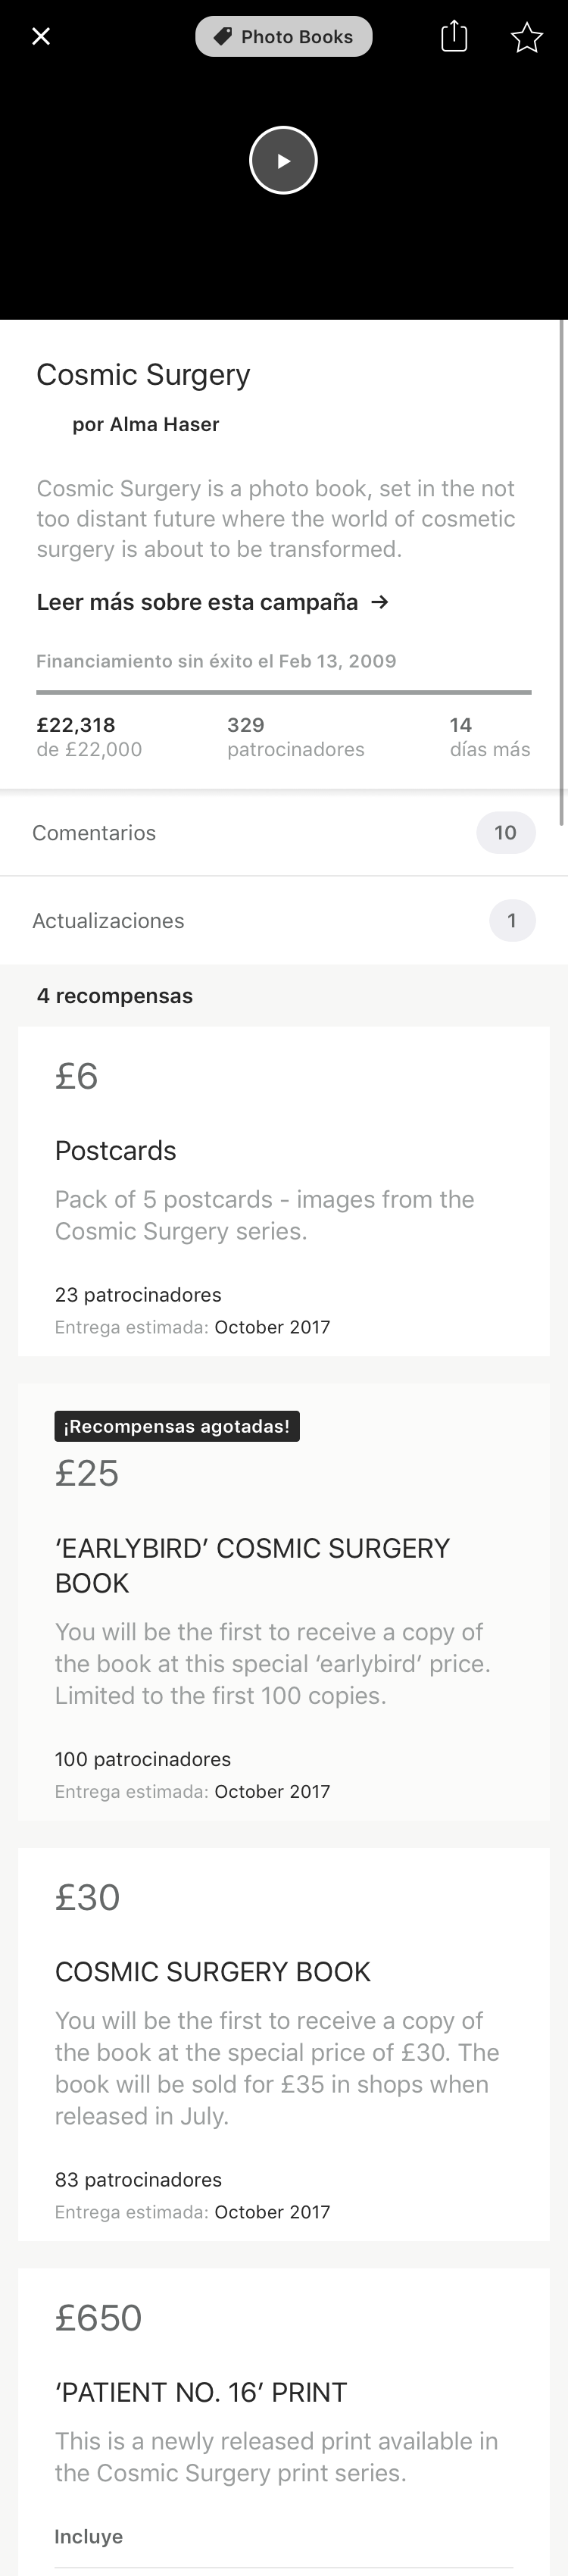 Photo Books
Cosmic Surgery
por Alma Haser
Cosmic Surgery is a photo book, set in the not
too distant future where the world of cosmetic
surgery is about to be transformed.
Leer más sobre esta campaña →
Financiamiento sin éxito el Feb 13, 2009
£22,318 329 14
de £22,000 patrocinadores días más
Comentarios 10
Actualizaciones 1
4 recompensas
£6
Postcards
Pack of 5 postcards - images from the
Cosmic Surgery series.
23 patrocinadores
Entrega estimada: October 2017
¡Recompensas agotadas!
£25
‘EARLYBIRD’ COSMIC SURGERY
BOOK
You will be the first to receive a copy of
the book at this special ‘earlybird’ price.
Limited to the first 100 copies.
100 patrocinadores
Entrega estimada: October 2017
£30
COSMIC SURGERY BOOK
You will be the first to receive a copy of
the book at the special price of £30. The
book will be sold for £35 in shops when
released in July.
83 patrocinadores
Entrega estimada: October 2017
£650
‘PATIENT NO. 16’ PRINT
This is a newly released print available in
the Cosmic Surgery print series.
Incluye